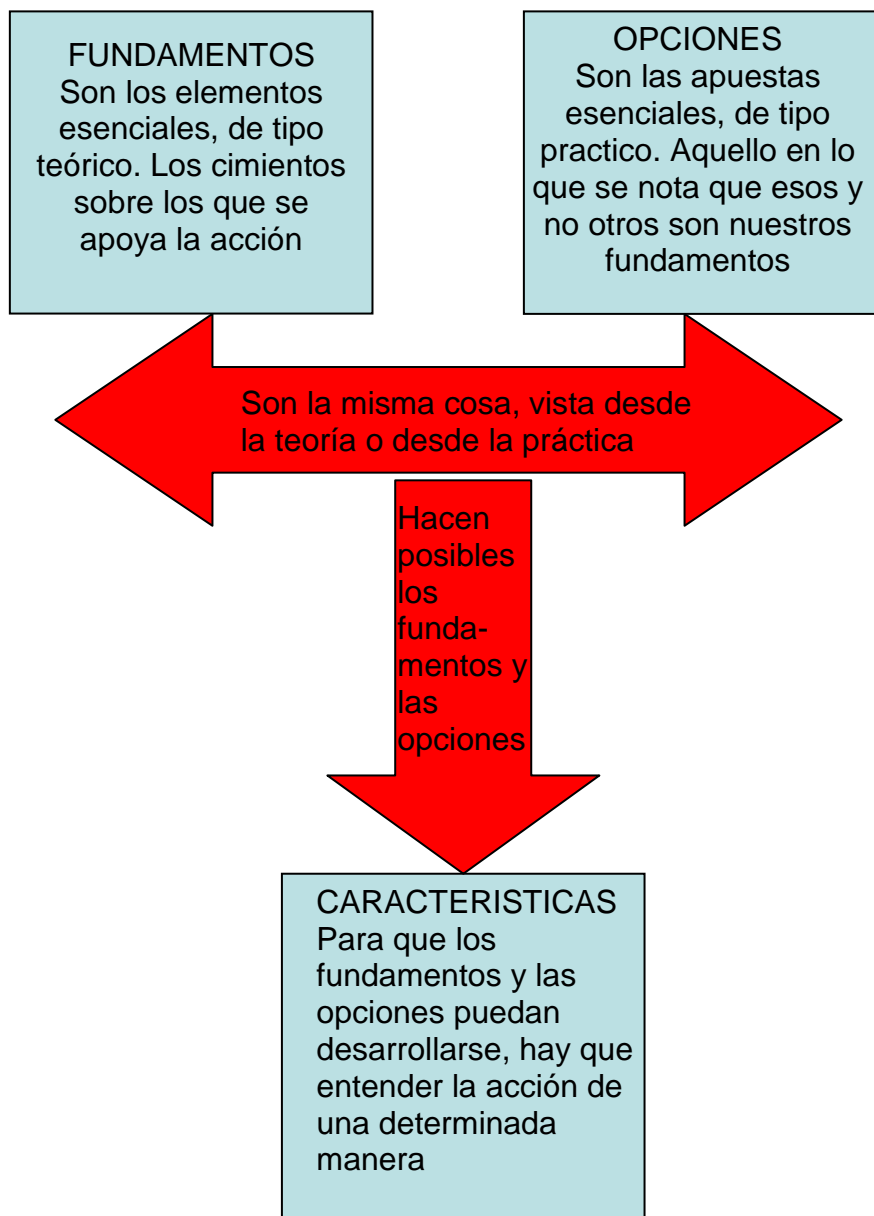 FUNDAMENTOS
Son los elementos
esenciales, de tipo
teórico. Los cimientos
sobre los que se
apoya la acción
OPCIONES
Son las apuestas
esenciales, de tipo
practico. Aquello en lo
que se nota que esos y
no otros son nuestros
fundamentos
Son la misma cosa, vista desde
la teoría o desde la práctica
Hacen
posibles
los
funda-
mentos y
las
opciones
CARACTERISTICAS
Para que los
fundamentos y las
opciones puedan
desarrollarse, hay que
entender la acción de
una determinada
manera